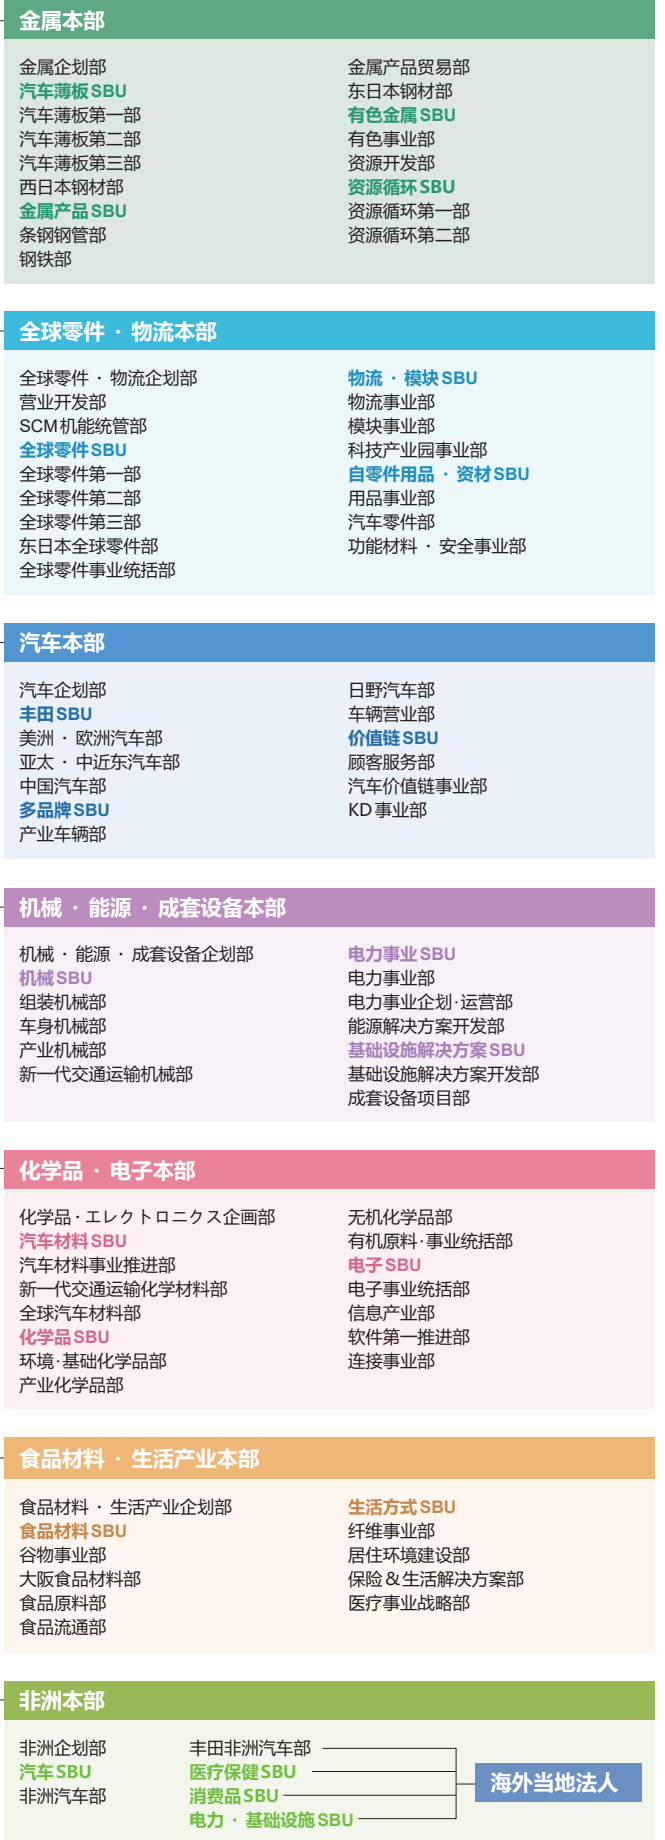 金属本部
金属企划部
汽车薄板SBU
汽车薄板第一部
汽车薄板第二部
汽车薄板第三部
西日本钢材部
金属产品SBU
条钢钢管部
钢铁部
金属产品贸易部
东日本钢材部
有色金属SBU
有色事业部
资源开发部
资源循环SBU
资源循环第一部
资源循环第二部
全球零件 · 物流本部
全球零件 · 物流企划部
营业开发部
SCM机能统管部
全球零件SBU
全球零件第一部
全球零件第二部
全球零件第三部
东日本全球零件部
全球零件事业统括部
物流 · 模块SBU
物流事业部
模块事业部
科技产业园事业部
自零件用品 · 资材SBU
用品事业部
汽车零件部
功能材料 · 安全事业部
汽车本部
汽车企划部
丰田SBU
美洲 · 欧洲汽车部
亚太 · 中近东汽车部
中国汽车部
多品牌SBU
产业车辆部
日野汽车部
车辆营业部
价值链SBU
顾客服务部
汽车价值链事业部
KD事业部
机械 · 能源 · 成套设备本部
机械 · 能源 · 成套设备企划部
机械SBU
组装机械部
车身机械部
产业机械部
新一代交通运输机械部
电力事业SBU
电力事业部
电力事业企划·运营部
能源解决方案开发部
基础设施解决方案SBU
基础设施解决方案开发部
成套设备项目部
化学品 · 电子本部
化学品·エレクトロニクス企画部
汽车材料SBU
汽车材料事业推进部
新一代交通运输化学材料部
全球汽车材料部
化学品SBU
环境·基础化学品部
产业化学品部
无机化学品部
有机原料·事业统括部
电子SBU
电子事业统括部
信息产业部
软件第一推进部
连接事业部
食品材料 · 生活产业本部
食品材料 · 生活产业企划部
食品材料SBU
谷物事业部
大阪食品材料部
食品原料部
食品流通部
生活方式SBU
纤维事业部
居住环境建设部
保险&生活解决方案部
医疗事业战略部
非洲本部
非洲企划部
汽车SBU
非洲汽车部
丰田非洲汽车部
医疗保健SBU
消费品SBU
电力 · 基础设施SBU
海外当地法人